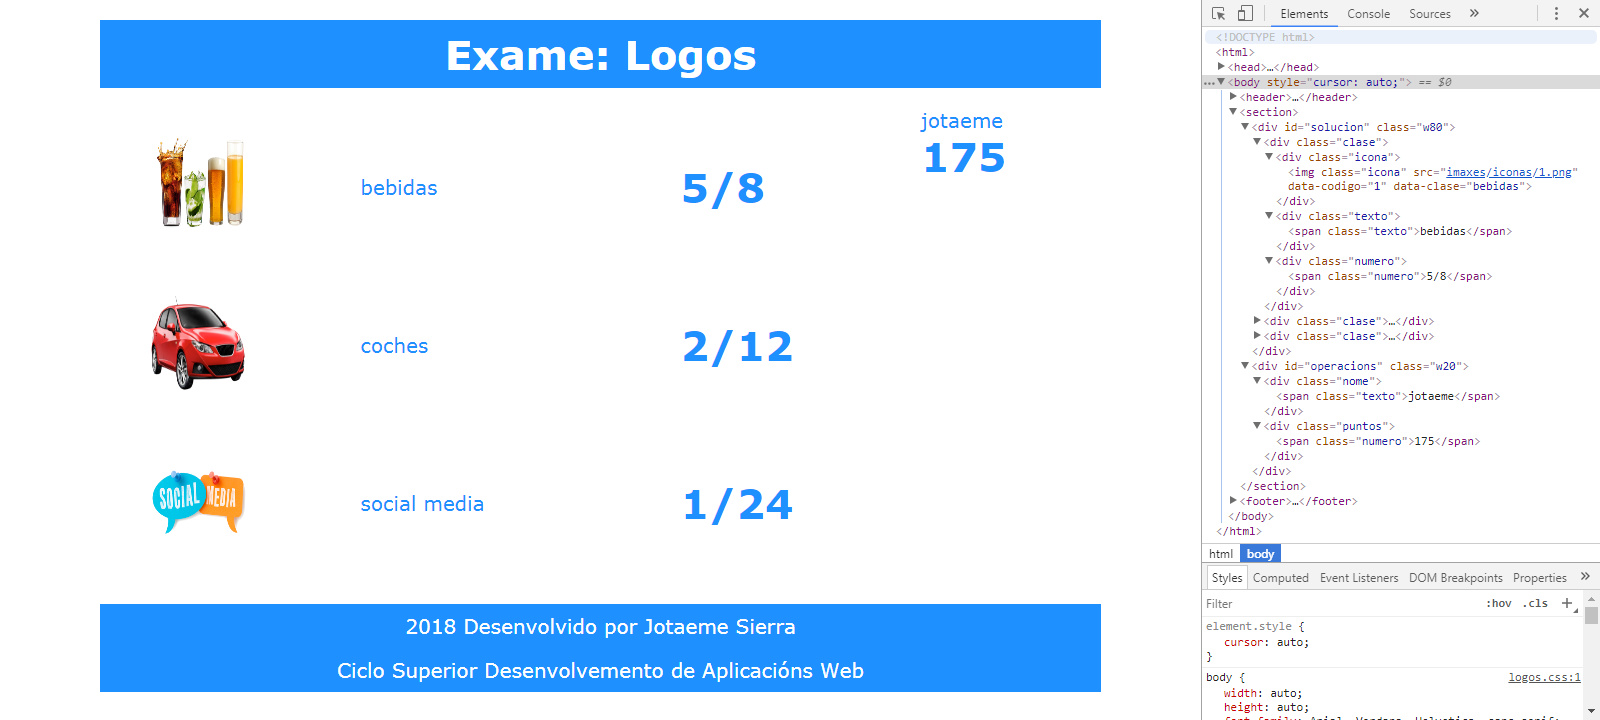 Exame: Logos
jotaeme
175
bebidas
5/8
coches
2/12
SOCIAL MEDIA
social media
1/24
2018 Desenvolvido por Jotaeme Sierra
Ciclo Superior Desenvolvemento de Aplicacións Web
Elements Console Sources »
<!DOCTYPE html>
<html>
<head>…</head>
…<body style="cursor: auto;"> == $0
<header>…</header>
<section>
<div id="solucion" class="w80">
<div class="clase">
<div class="icona">
<img class="icona" src="imaxes/iconas/1.png"
data-codigo="1" data-clase="bebidas">
</div>
<div class="texto">
<span class="texto">bebidas</span>
</div>
<div class="numero">
<span class="numero">5/8</span>
</div>
</div>
<div class="clase">…</div>
<div class="clase">…</div>
</div>
<div id="operacions" class="w20">
<div class="nome">
<span class="texto">jotaeme</span>
</div>
<div class="puntos">
<span class="numero">175</span>
</div>
</div>
</section>
<footer>…</footer>
</body>
</html>
html body
Styles Computed Event Listeners DOM Breakpoints Properties »
Filter :hov .cls +
element.style {
cursor: auto;
}
body { logos.css:1
width: auto;
height: auto;
font-family: Arial, Verdana, Helvetica, sans-serif;